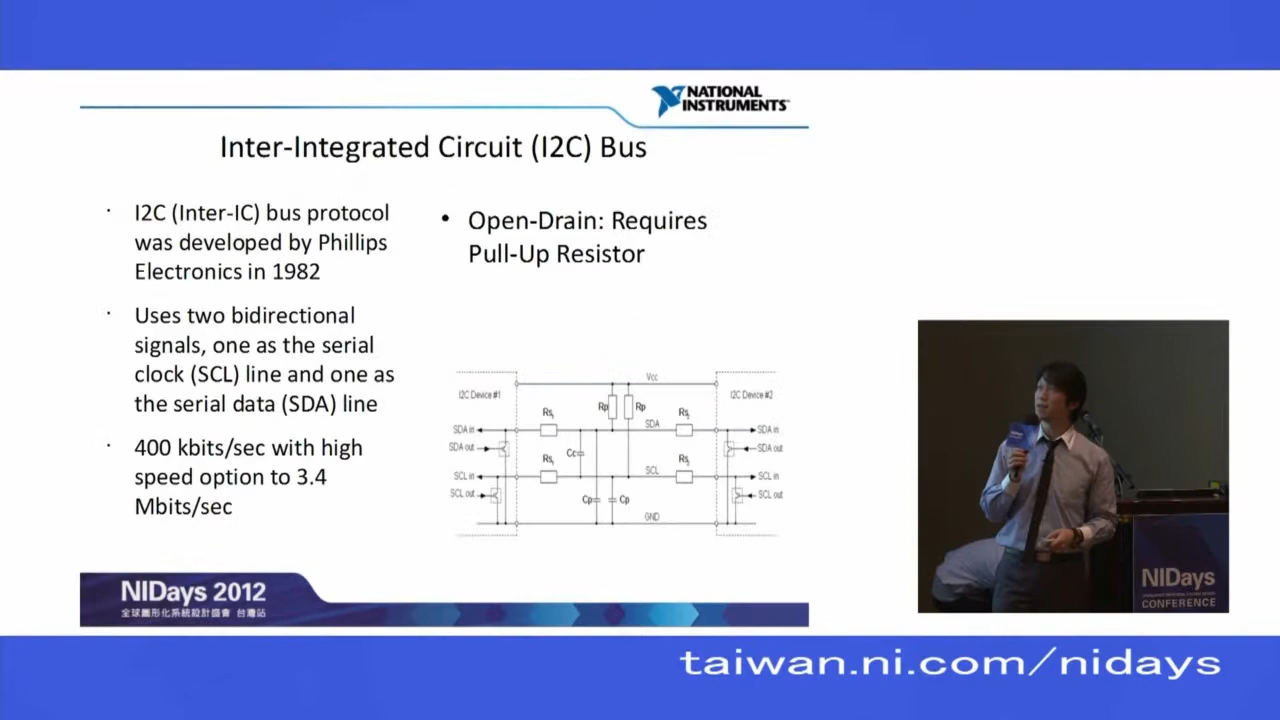 NATIONAL
INSTRUMENTS
Inter-Integrated Circuit (I2C) Bus
· I2C (Inter-IC) bus protocol
was developed by Phillips
Electronics in 1982
· Uses two bidirectional
signals, one as the serial
clock (SCL) line and one as
the serial data (SDA) line
· 400 kbits/sec with high
speed option to 3.4
Mbits/sec
• Open-Drain: Requires
Pull-Up Resistor
Vcc
I2C Device #1
I2C Device #2
Rp Rp
Rs Rs
SDA in SDA SDA in
SDA out SDA out
Cc
Rs Rs
SCL in SCL SCL in
SCL out SCL out
Cp Cp
GND
NIDays 2012
全球圖形化系統設計盛會 台灣站
NIDays
CONFERENCE
taiwan.ni.com/nidays